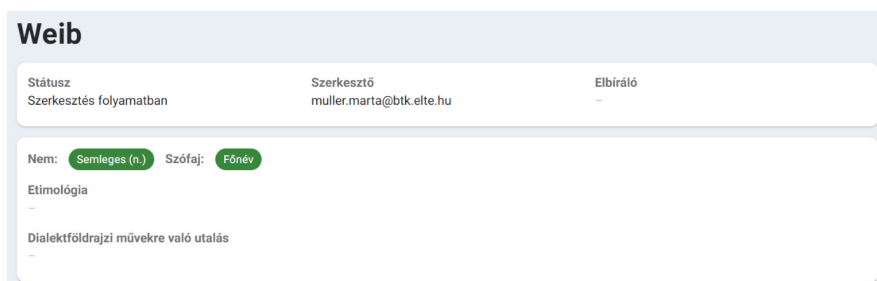 Weib
Státusz Szerkesztő Elbíráló
Szerkesztés folyamatban muller.marta@btk.elte.hu –
Nem: Semleges (n.) Szófaj: Főnév
Etimológia
–
Dialektföldrajzi művekre való utalás
–